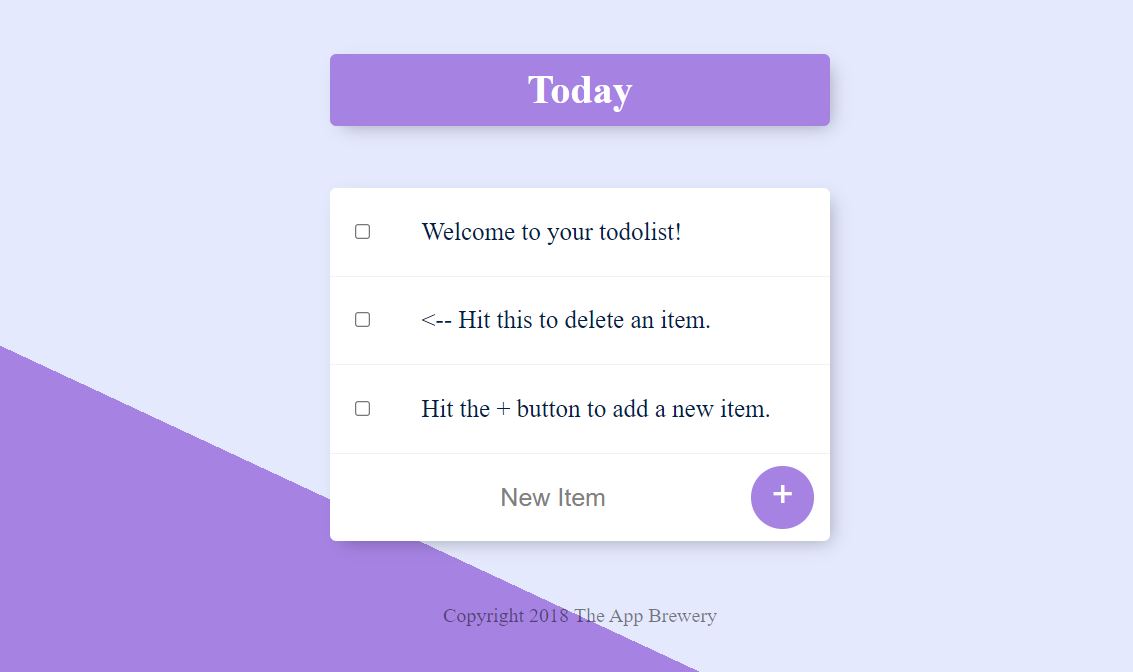 Today
Welcome to your todolist!
<-- Hit this to delete an item.
Hit the + button to add a new item.
New Item
+
Copyright 2018 The App Brewery